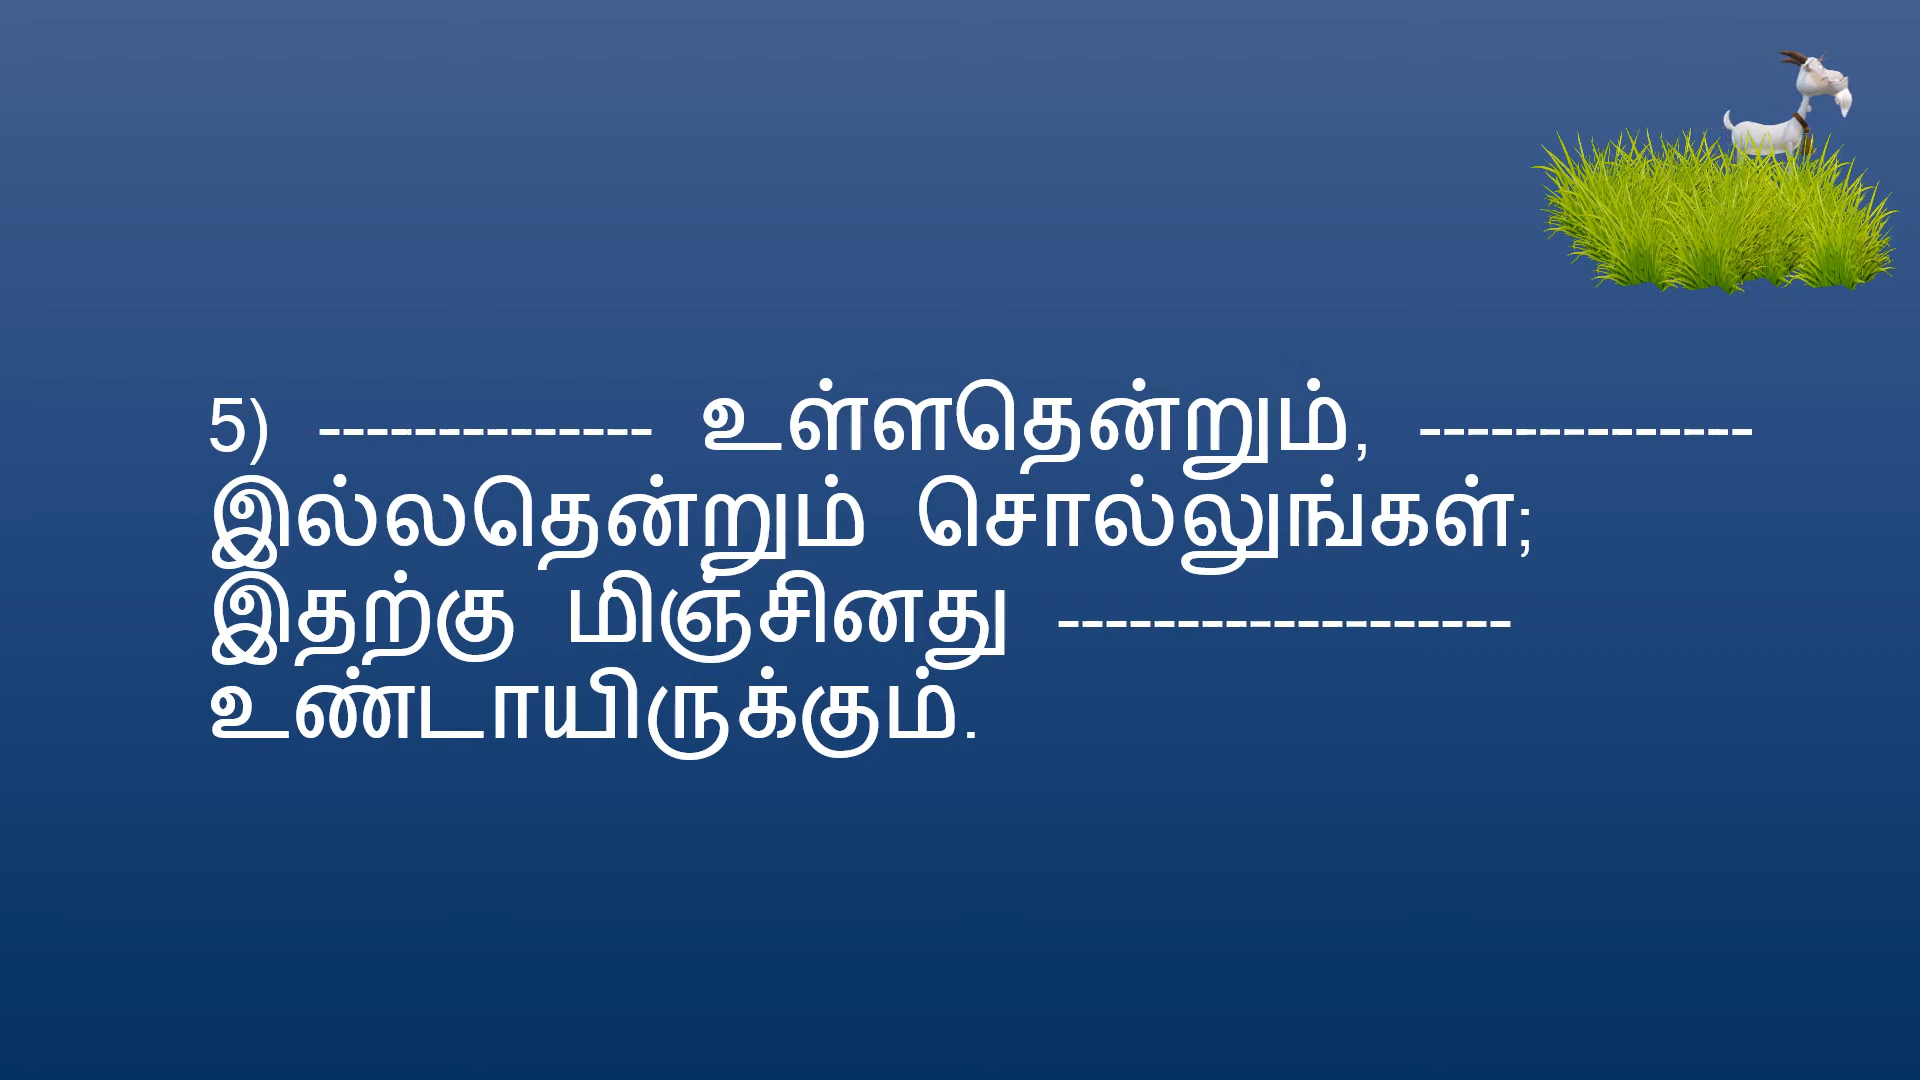 5) -------------- உள்ளதென்றும், --------------
இல்லதென்றும் சொல்லுங்கள்;
இதற்கு மிஞ்சினது -------------------
உண்டாயிருக்கும்.